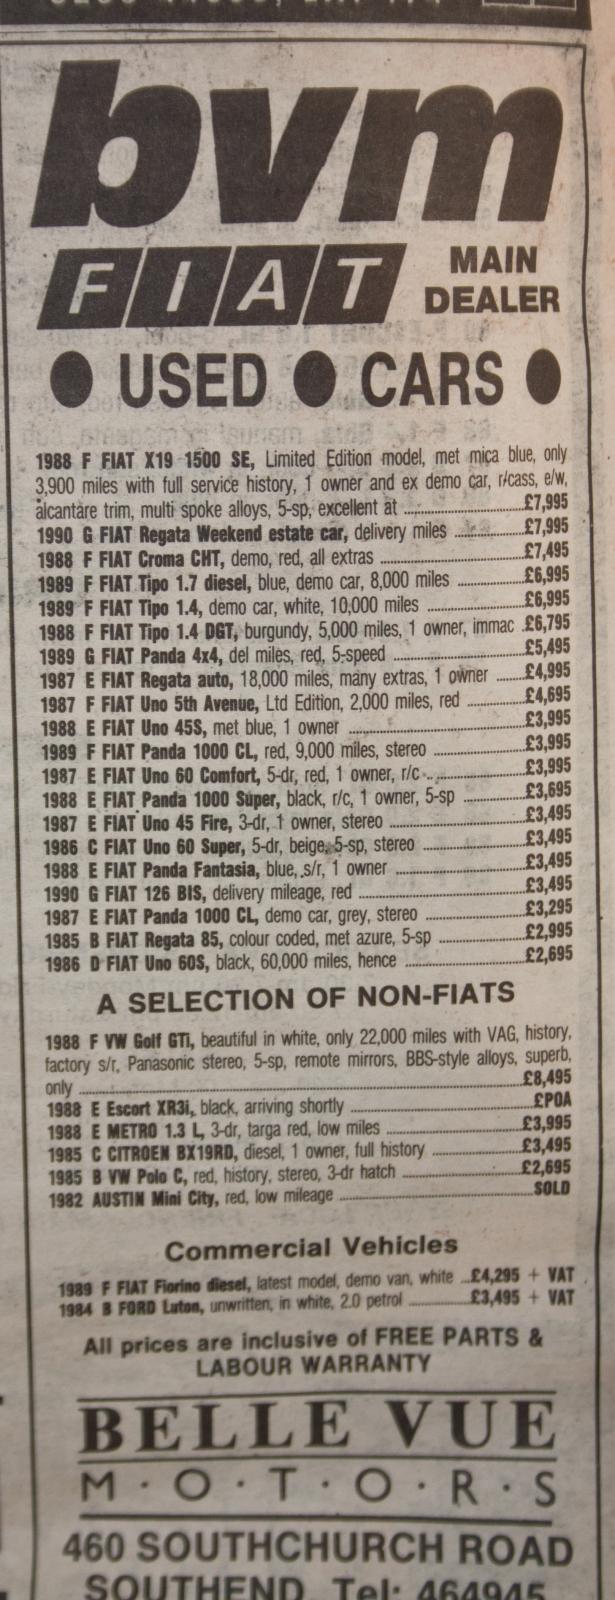 bvm
FIAT
MAIN
DEALER
● USED ● CARS ●
1988 F FIAT X19 1500 SE, Limited Edition model, met mica blue, only
3,900 miles with full service history, 1 owner and ex demo car, r/cass, e/w,
alcantare trim, multi spoke alloys, 5-sp, excellent at ....................£7,995
1990 G FIAT Regata Weekend estate car, delivery miles ............£7,995
1988 F FIAT Croma CHT, demo, red, all extras ....................£7,495
1989 F FIAT Tipo 1.7 diesel, blue, demo car, 8,000 miles ............£6,995
1989 F FIAT Tipo 1.4, demo car, white, 10,000 miles ................£6,995
1988 F FIAT Tipo 1.4 DGT, burgundy, 5,000 miles, 1 owner, immac .£6,795
1989 G FIAT Panda 4x4, del miles, red, 5-speed ....................£5,495
1987 E FIAT Regata auto, 18,000 miles, many extras, 1 owner ........£4,995
1987 F FIAT Uno 5th Avenue, Ltd Edition, 2,000 miles, red ............£4,695
1988 E FIAT Uno 45S, met blue, 1 owner ....................£3,995
1989 F FIAT Panda 1000 CL, red, 9,000 miles, stereo ................£3,995
1987 E FIAT Uno 60 Comfort, 5-dr, red, 1 owner, r/c ................£3,995
1988 E FIAT Panda 1000 Super, black, r/c, 1 owner, 5-sp ............£3,695
1987 E FIAT Uno 45 Fire, 3-dr, 1 owner, stereo ....................£3,495
1986 C FIAT Uno 60 Super, 5-dr, beige, 5-sp, stereo ................£3,495
1988 E FIAT Panda Fantasia, blue, s/r, 1 owner ....................£3,495
1990 G FIAT 126 BIS, delivery mileage, red ....................£3,495
1987 E FIAT Panda 1000 CL, demo car, grey, stereo ................£3,295
1985 B FIAT Regata 85, colour coded, met azure, 5-sp ................£2,995
1986 D FIAT Uno 60S, black, 60,000 miles, hence ....................£2,695
A SELECTION OF NON-FIATS
1988 F VW Golf GTi, beautiful in white, only 22,000 miles with VAG, history,
factory s/r, Panasonic stereo, 5-sp, remote mirrors, BBS-style alloys, superb,
only ....................£8,495
1988 E Escort XR3i, black, arriving shortly ....................£POA
1988 E METRO 1.3 L, 3-dr, targa red, low miles ....................£3,995
1985 C CITROEN BX19RD, diesel, 1 owner, full history ................£3,495
1985 B VW Polo C, red, history, stereo, 3-dr hatch ................£2,695
1982 AUSTIN Mini City, red, low mileage ....................SOLD
Commercial Vehicles
1989 F FIAT Fiorino diesel, latest model, demo van, white ...£4,295 + VAT
1984 B FORD Luton, unwritten, in white, 2.0 petrol ................£3,495 + VAT
All prices are inclusive of FREE PARTS &
LABOUR WARRANTY
BELLE VUE
M·O·T·O·R·S
460 SOUTHCHURCH ROAD
SOUTHEND. Tel: 464945